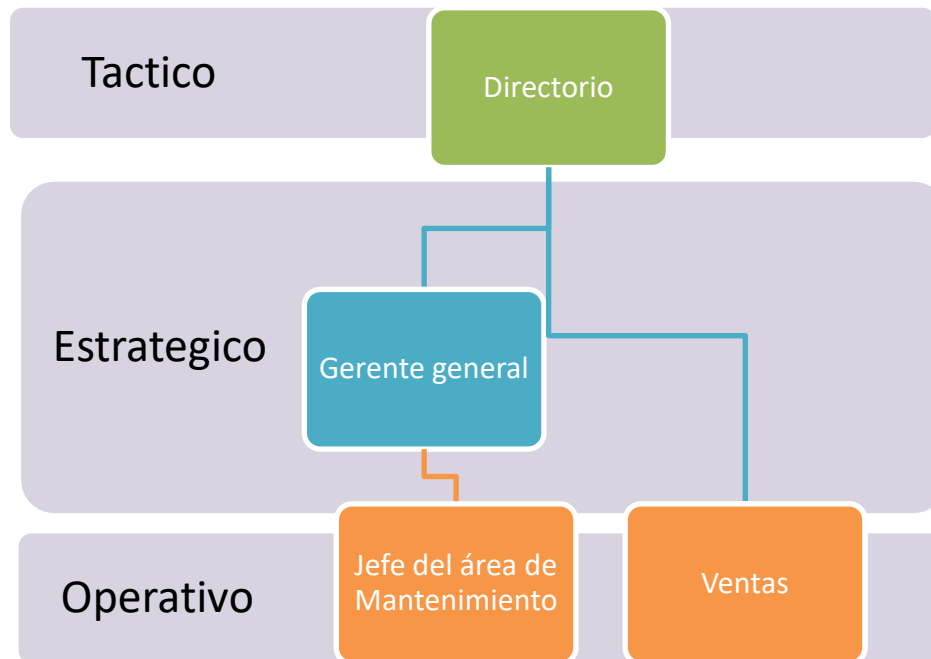 Tactico
Directorio
Estrategico
Gerente general
Operativo
Jefe del área de
Mantenimiento
Ventas